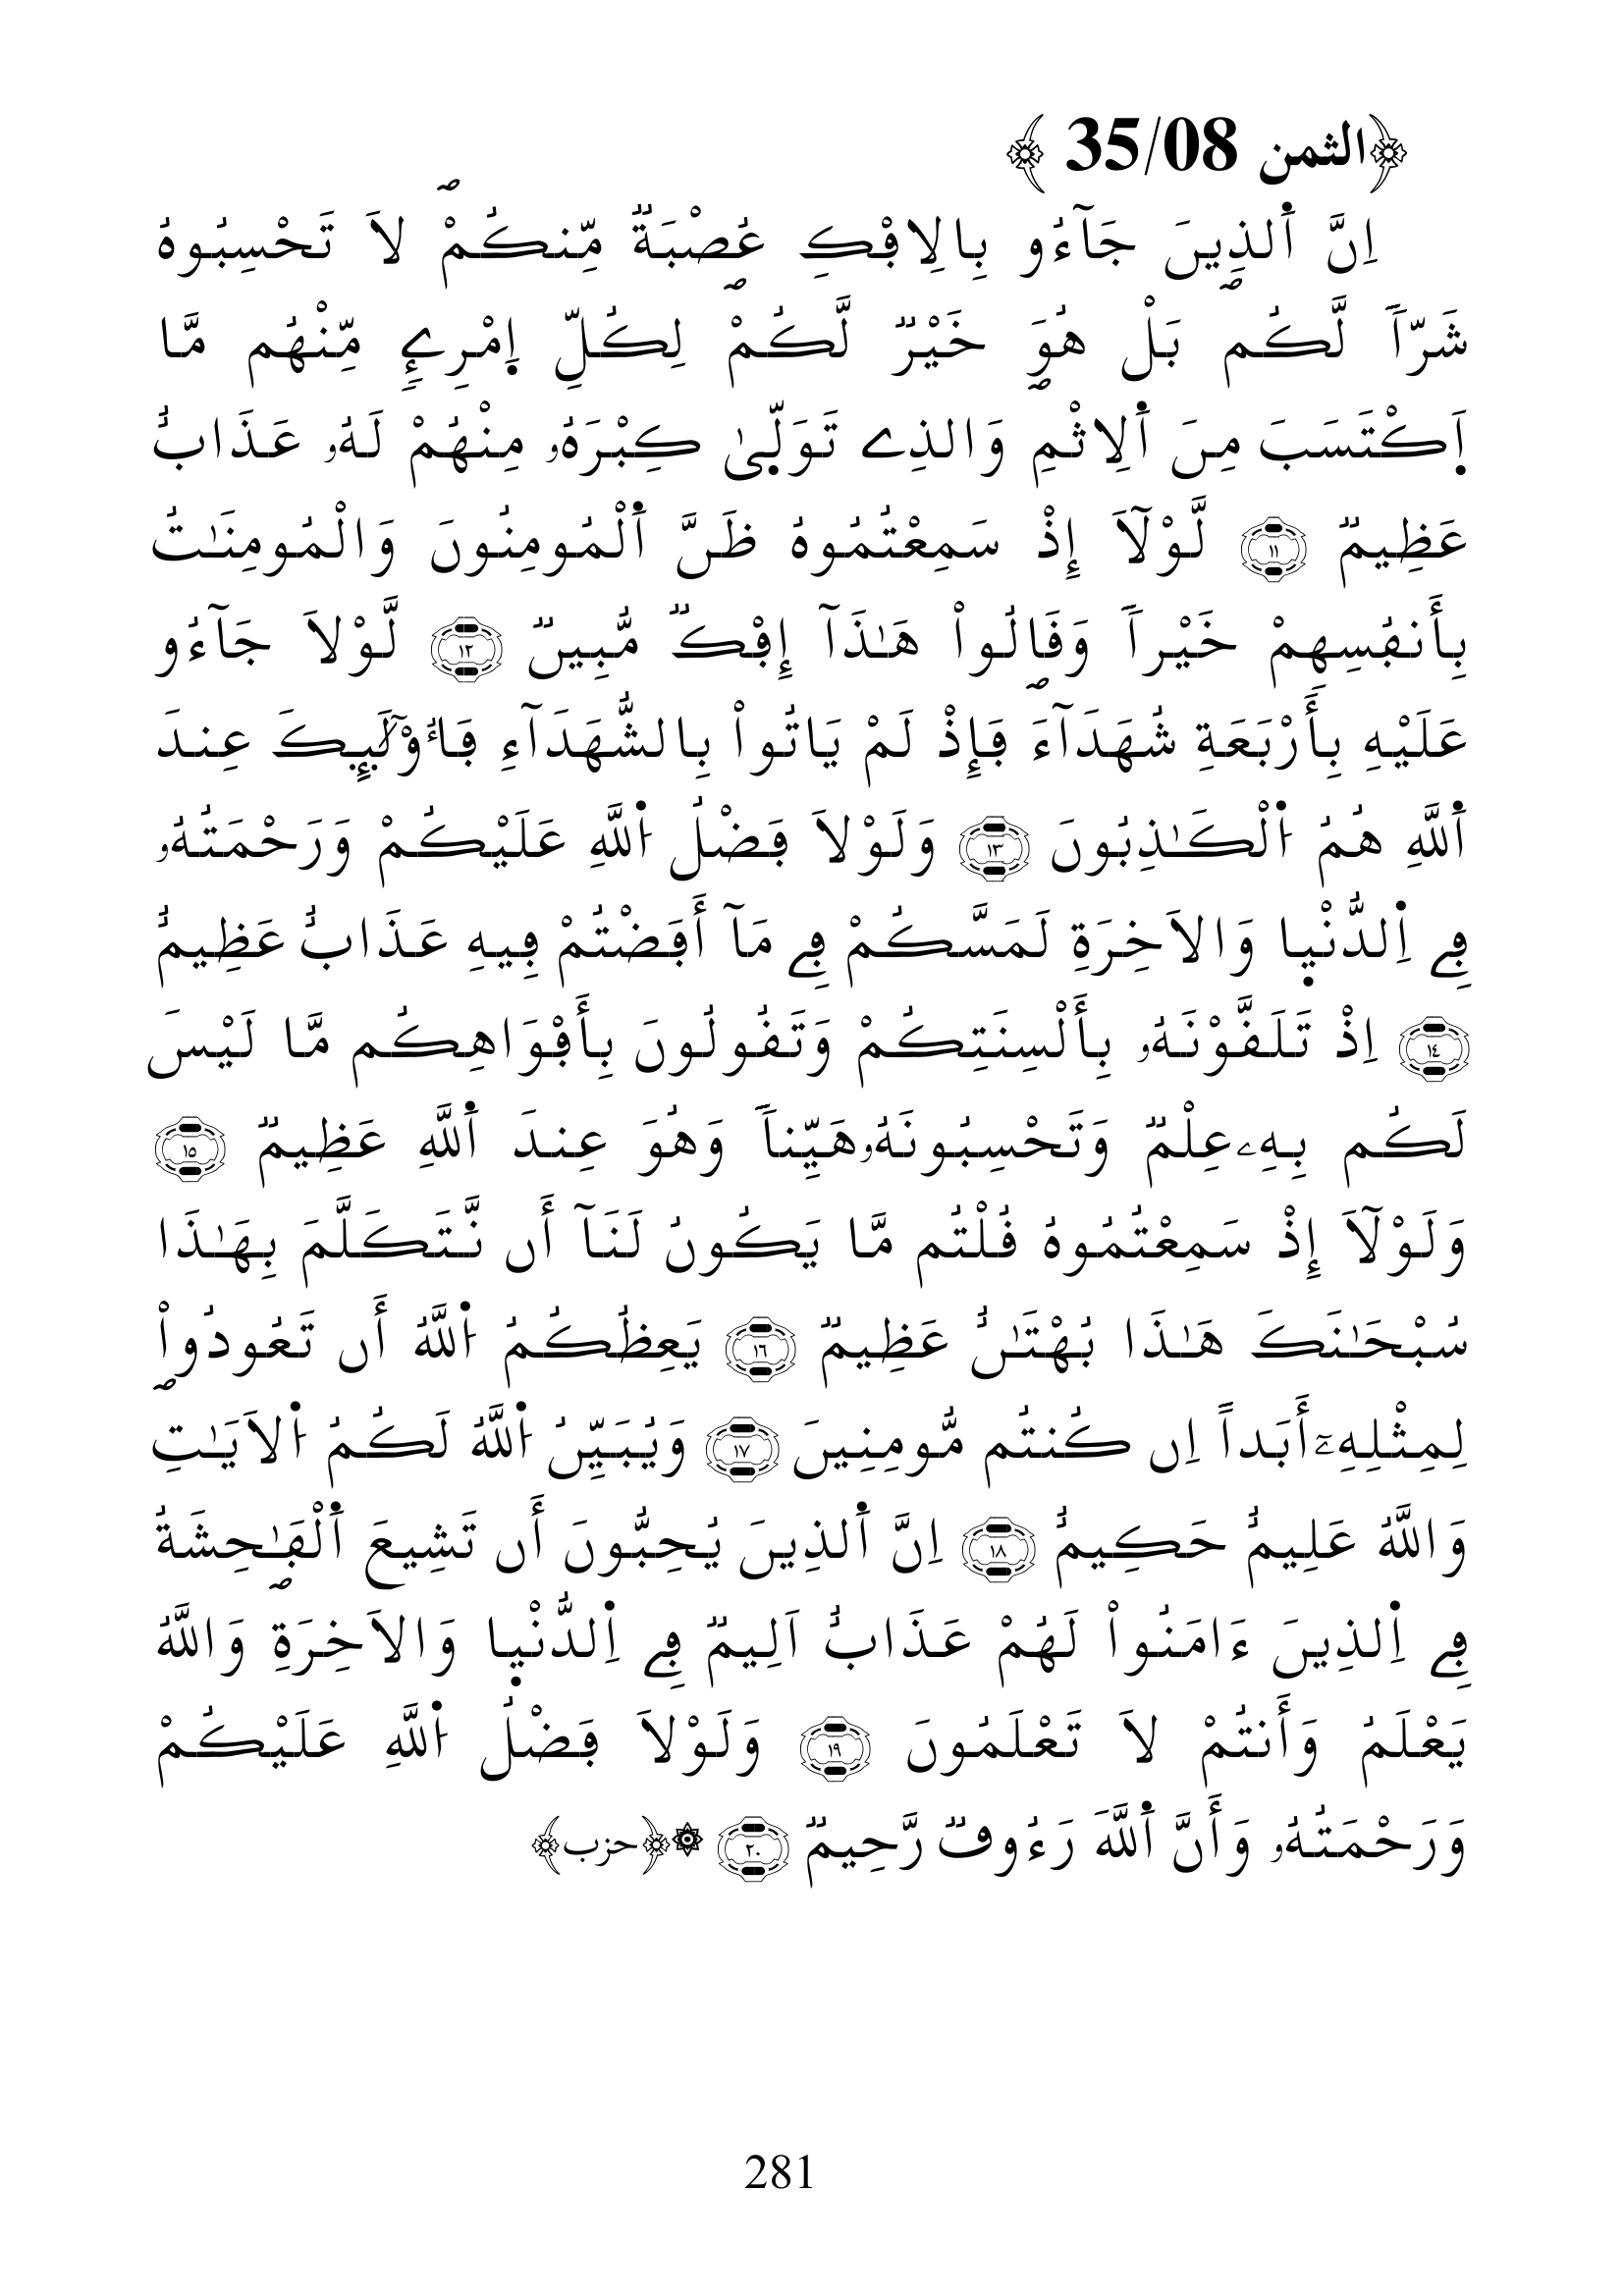 ﴿الثمن 35/08 ﴾
اِنَّ اَ۬لذِينَ جَآءُو بِالِافْكِ عُصْبَةٞ مِّنكُمْۖ لَا تَحْسِبُوهُ
شَرّاٗ لَّكُمۖ بَلْ هُوَ خَيْرٞ لَّكُمْۖ لِكُلِّ اِ۪مْرِےٕٖ مِّنْهُم مَّا
اَ۪كْتَسَبَ مِنَ اَ۬لِاثْمِۖ وَالذِے تَوَلّ۪يٰ كِبْرَهُۥ مِنْهُمْ لَهُۥ عَذَابٌ
عَظِيمٞ ۝١١ لَّوْلَآ إِذْ سَمِعْتُمُوهُ ظَنَّ اَ۬لْمُومِنُونَ وَالْمُومِنَٰتُ
بِأَنفُسِهِمْ خَيْراٗ وَقَالُواْ هَٰذَآ إِفْكٞ مُّبِينٞ ۝١٢ لَّوْلَا جَآءُو
عَلَيْهِ بِأَرْبَعَةِ شُهَدَآءَۖ فَإِذْ لَمْ يَاتُواْ بِالشُّهَدَآءِ فَأُوْلَٰٓئِكَ عِندَ
اَ۬للَّهِ هُمُ اُ۬لْكَٰذِبُونَ ۝١٣ وَلَوْلَا فَضْلُ اُ۬للَّهِ عَلَيْكُمْ وَرَحْمَتُهُۥ
فِے اِ۬لدُّنْي۪ا وَالَاخِرَةِ لَمَسَّكُمْ فِے مَآ أَفَضْتُمْ فِيهِ عَذَابٌ عَظِيمٌ
۝١٤ اِذْ تَلَقَّوْنَهُۥ بِأَلْسِنَتِكُمْ وَتَقُولُونَ بِأَفْوَاهِكُم مَّا لَيْسَ
لَكُم بِهِۦ عِلْمٞ وَتَحْسِبُونَهُۥ هَيِّناٗ وَهُوَ عِندَ اَ۬للَّهِ عَظِيمٞ ۝١٥
وَلَوْلَآ إِذْ سَمِعْتُمُوهُ قُلْتُم مَّا يَكُونُ لَنَآ أَن نَّتَكَلَّمَ بِهَٰذَا
سُبْحَٰنَكَ هَٰذَا بُهْتَٰنٌ عَظِيمٞ ۝١٦ يَعِظُكُمُ اُ۬للَّهُ أَن تَعُودُواْ
لِمِثْلِهِۦٓ أَبَداً اِن كُنتُم مُّومِنِينَ ۝١٧ وَيُبَيِّنُ اُ۬للَّهُ لَكُمُ اُ۬لَايَٰتِۖ
وَاللَّهُ عَلِيمٌ حَكِيمٌ ۝١٨ اِنَّ اَ۬لذِينَ يُحِبُّونَ أَن تَشِيعَ اَ۬لْفَٰحِشَةُ
فِے اِ۬لذِينَ ءَامَنُواْ لَهُمْ عَذَابٌ اَلِيمٞ فِے اِ۬لدُّنْي۪ا وَالَاخِرَةِۖ وَاللَّهُ
يَعْلَمُ وَأَنتُمْ لَا تَعْلَمُونَ ۝١٩ وَلَوْلَا فَضْلُ اُ۬للَّهِ عَلَيْكُمْ
وَرَحْمَتُهُۥ وَأَنَّ اَ۬للَّهَ رَءُوفٞ رَّحِيمٞ ۝٢٠ ۞﴿حزب﴾
281